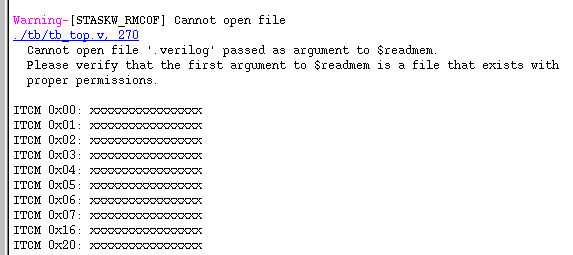 Warning-[STASKW_RMCOF] Cannot open file
./tb/tb_top.v, 270
Cannot open file '.verilog' passed as argument to $readmem.
Please verify that the first argument to $readmem is a file that exists with
proper permissions.
ITCM 0x00: xxxxxxxxxxxxxxxx
ITCM 0x01: xxxxxxxxxxxxxxxx
ITCM 0x02: xxxxxxxxxxxxxxxx
ITCM 0x03: xxxxxxxxxxxxxxxx
ITCM 0x04: xxxxxxxxxxxxxxxx
ITCM 0x05: xxxxxxxxxxxxxxxx
ITCM 0x06: xxxxxxxxxxxxxxxx
ITCM 0x07: xxxxxxxxxxxxxxxx
ITCM 0x16: xxxxxxxxxxxxxxxx
ITCM 0x20: xxxxxxxxxxxxxxxx